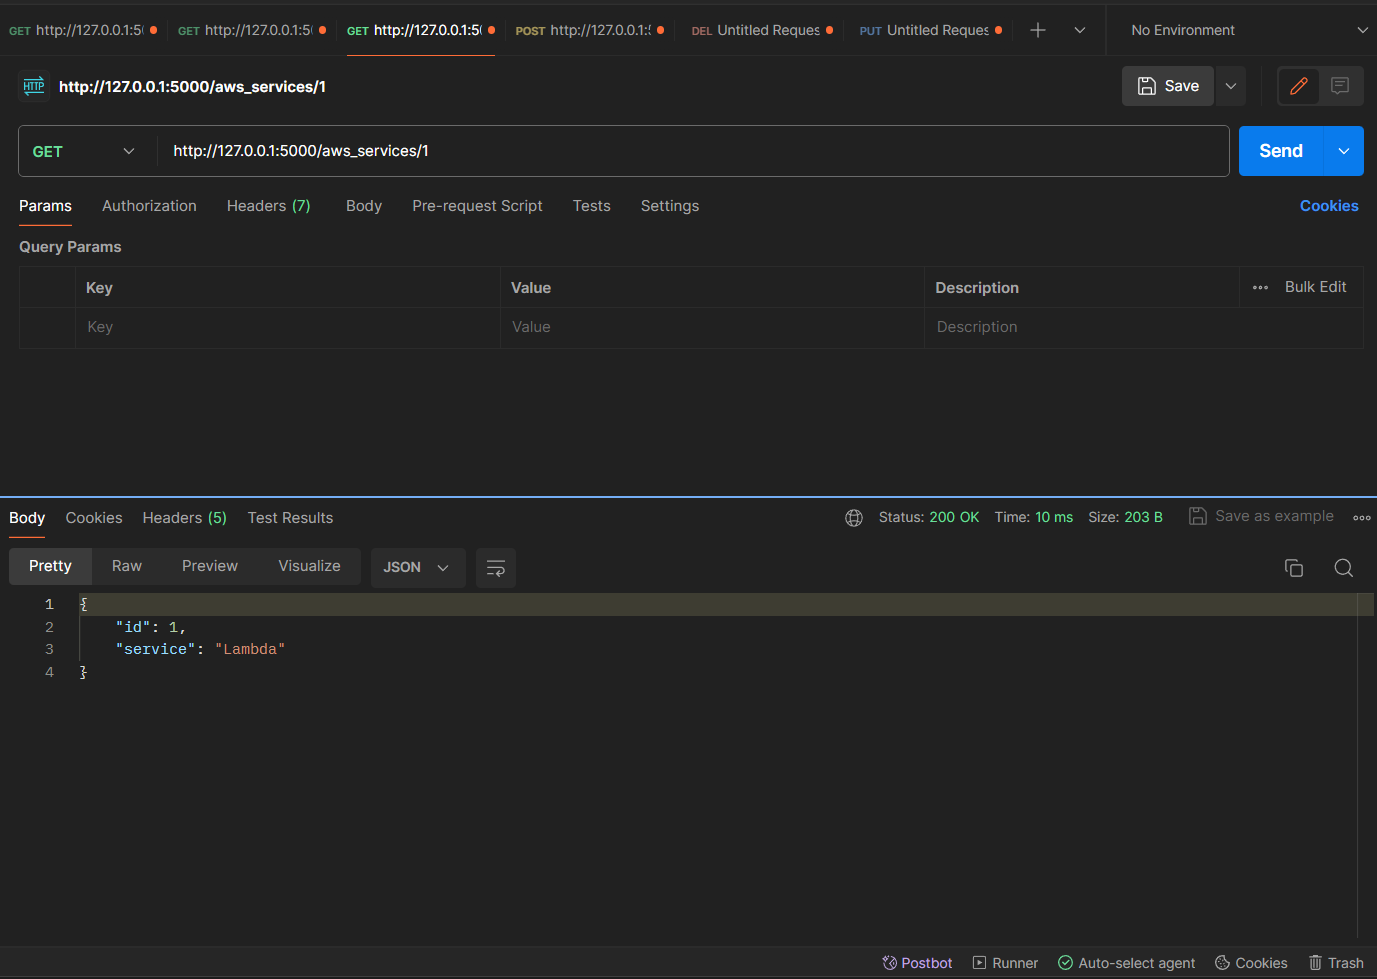 GET http://127.0.0.1:5( GET http://127.0.0.1:5( GET http://127.0.0.1:5( POST http://127.0.0.1: DEL Untitled Reques PUT Untitled Reques No Environment
HTTP http://127.0.0.1:5000/aws_services/1 Save
GET http://127.0.0.1:5000/aws_services/1 Send
Params Authorization Headers (7) Body Pre-request Script Tests Settings Cookies
Query Params
Key Value Description Bulk Edit
Key Value Description
Body Cookies Headers (5) Test Results Status: 200 OK Time: 10 ms Size: 203 B Save as example
Pretty Raw Preview Visualize JSON
1 {
2 "id": 1,
3 "service": "Lambda"
4 }
Postbot Runner Auto-select agent Cookies Trash